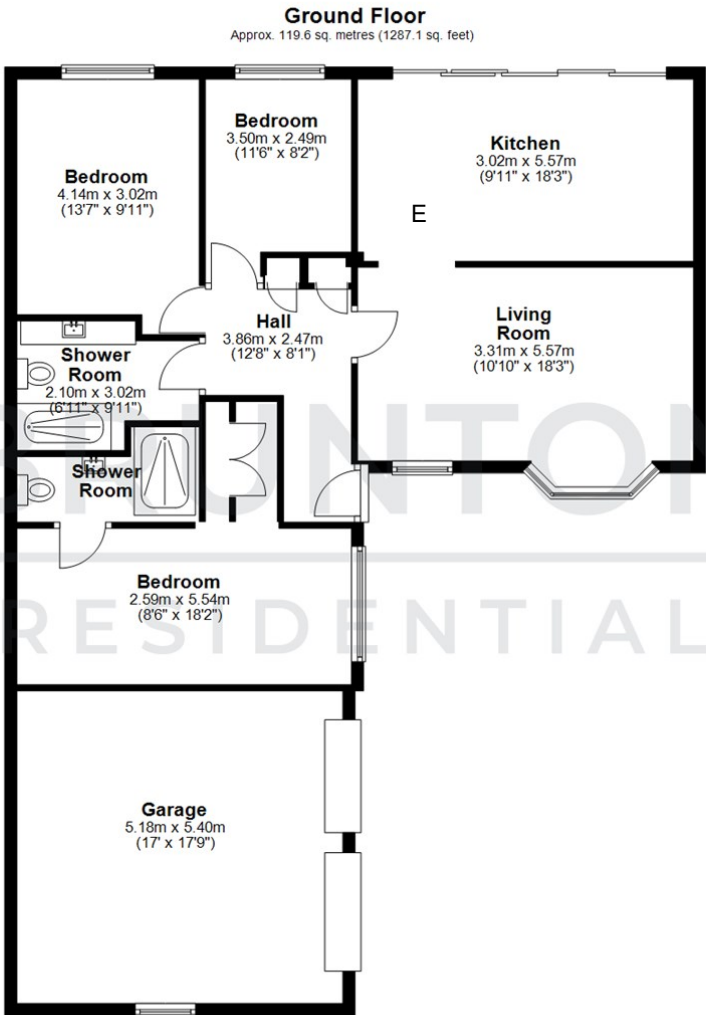 Ground Floor
Approx. 119.6 sq. metres (1287.1 sq. feet)
Bedroom
3.50m x 2.49m
(11'6" x 8'2")
Kitchen
3.02m x 5.57m
(9'11" x 18'3")
Bedroom
4.14m x 3.02m
(13'7" x 9'11")
E
Living
Room
3.31m x 5.57m
(10'10" x 18'3")
Hall
3.86m x 2.47m
(12'8" x 8'1")
Shower
Room
2.10m x 3.02m
(6'11" x 9'11")
BRUNTON
Shower
Room
Bedroom
2.59m x 5.54m
(8'6" x 18'2")
RESIDENTIAL
Garage
5.18m x 5.40m
(17' x 17'9")